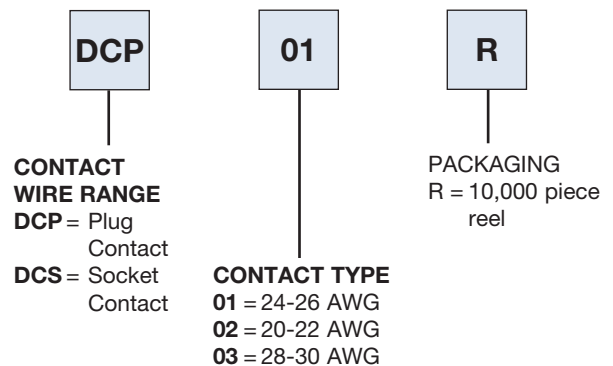 DCP 01 R
CONTACT
WIRE RANGE
DCP = Plug
Contact
DCS = Socket
Contact
CONTACT TYPE
01 = 24-26 AWG
02 = 20-22 AWG
03 = 28-30 AWG
PACKAGING
R = 10,000 piece
reel